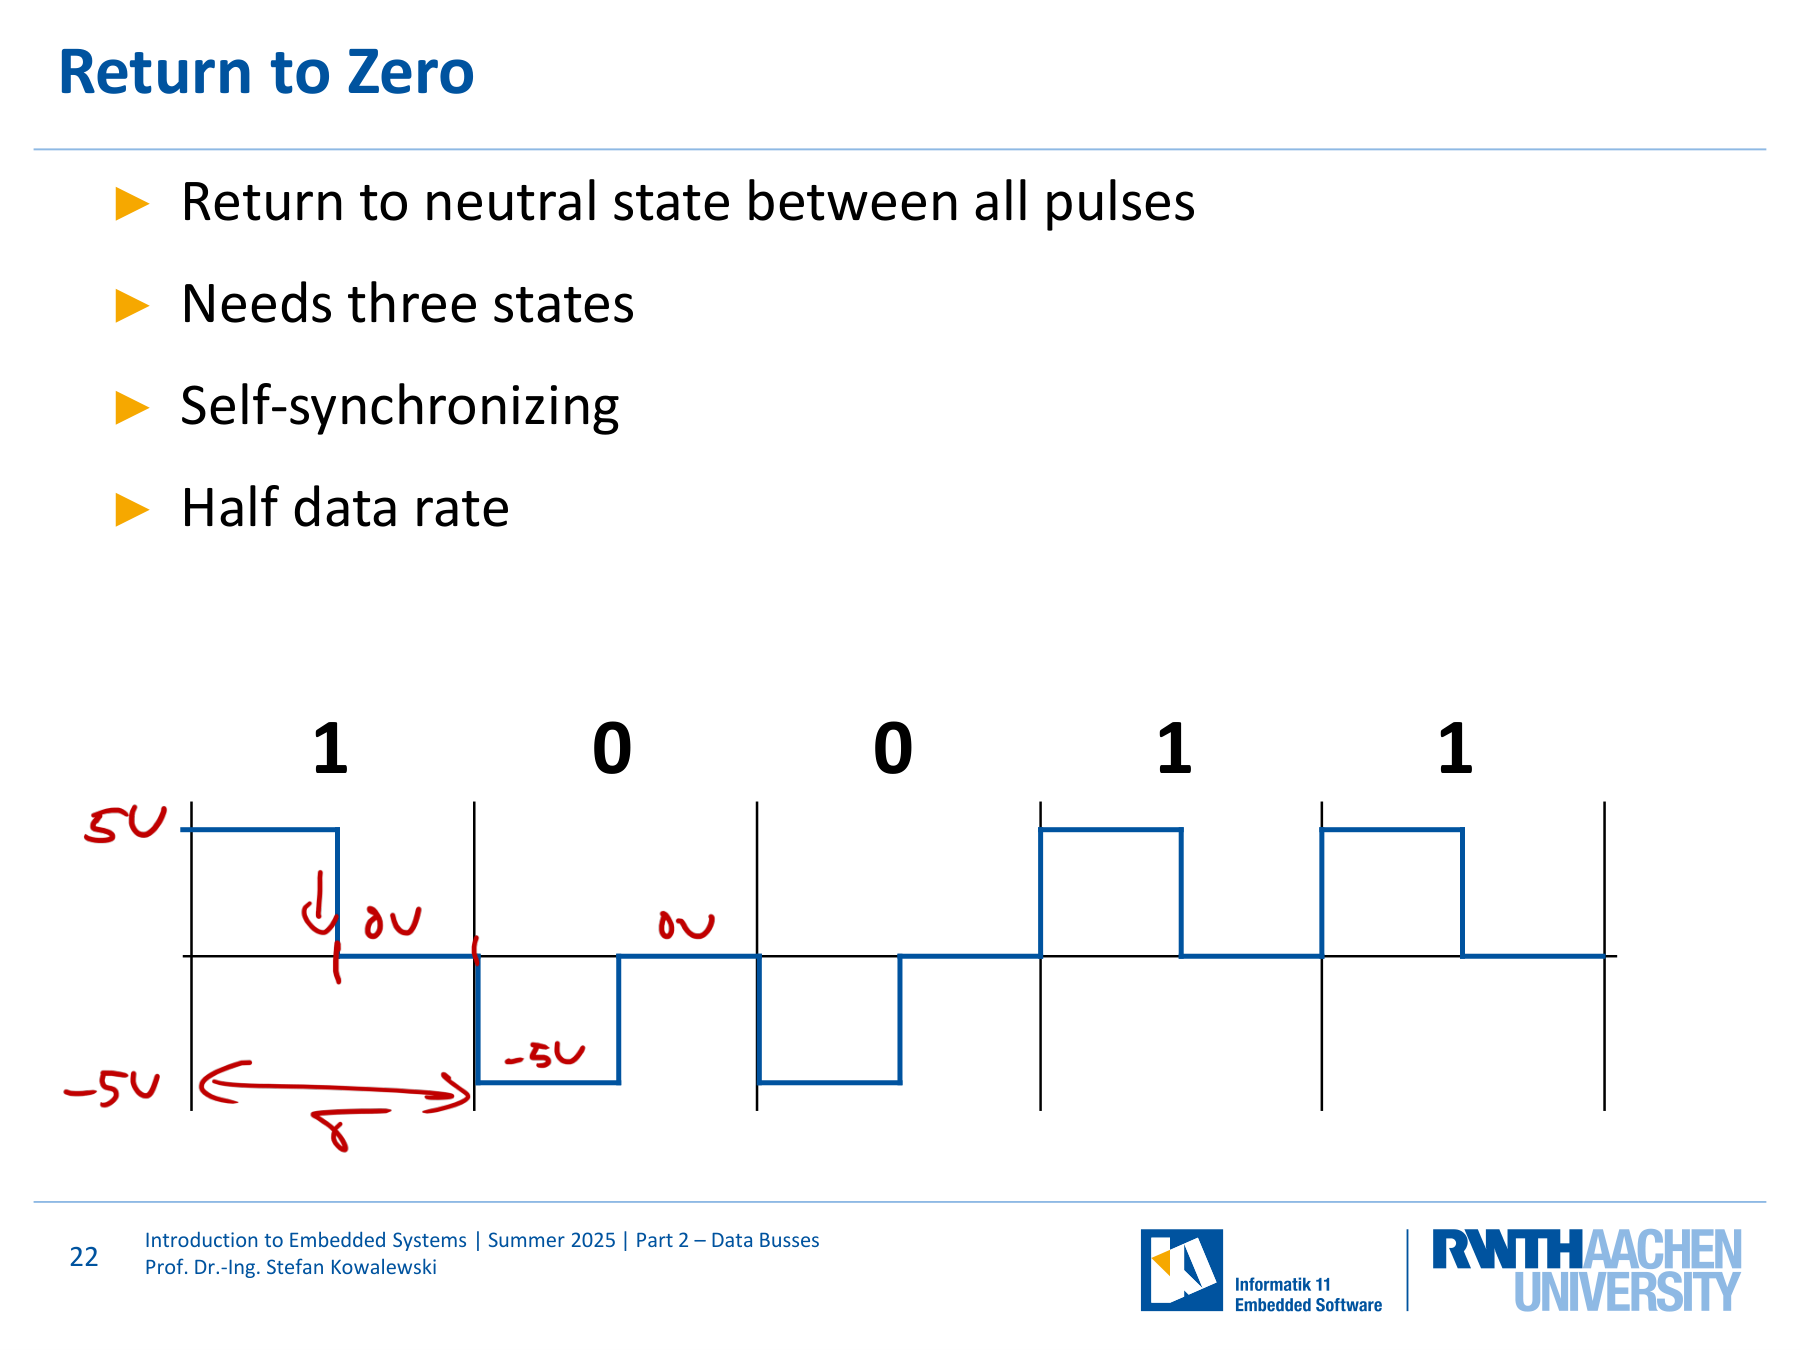 Return to Zero
Return to neutral state between all pulses
Needs three states
Self-synchronizing
Half data rate
1 0 0 1 1
5V
0V
0V
-5V
-5V
22
Introduction to Embedded Systems | Summer 2025 | Part 2 – Data Busses
Prof. Dr.-Ing. Stefan Kowalewski
Informatik 11
Embedded Software
RWTHAACHEN
UNIVERSITY